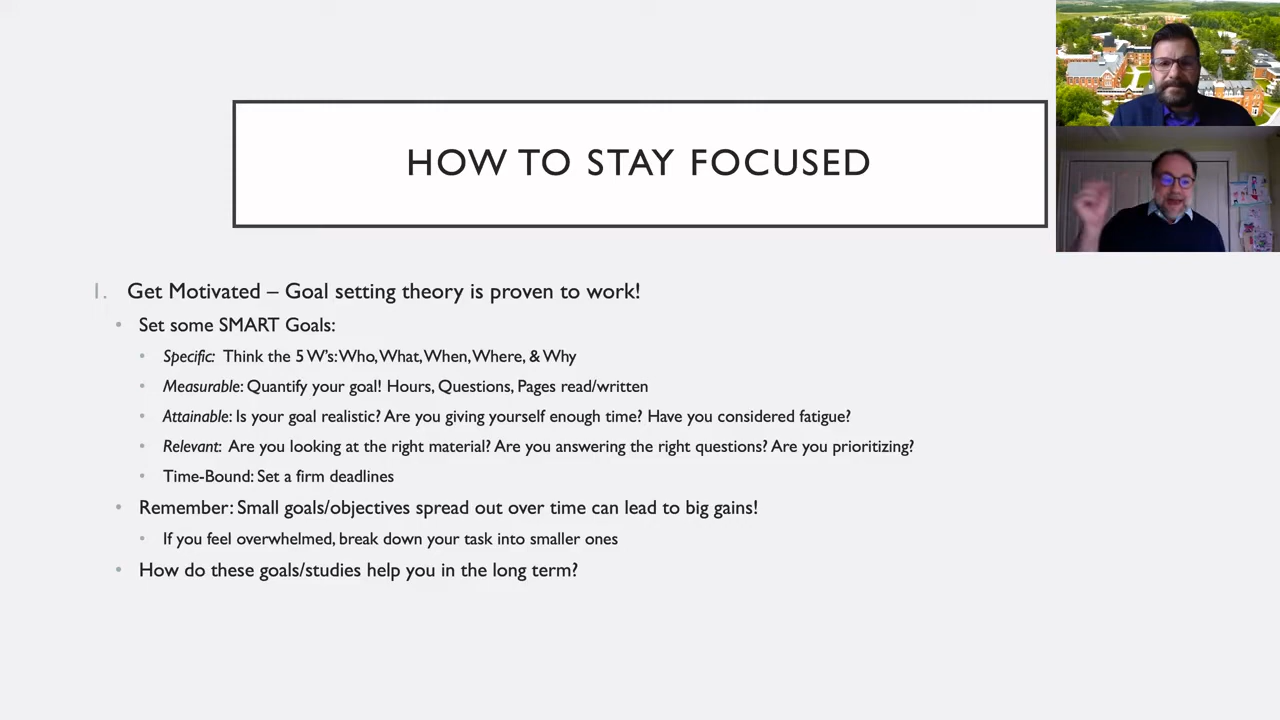 HOW TO STAY FOCUSED
1. Get Motivated – Goal setting theory is proven to work!
• Set some SMART Goals:
• Specific: Think the 5 W's: Who, What, When, Where, & Why
• Measurable: Quantify your goal! Hours, Questions, Pages read/written
• Attainable: Is your goal realistic? Are you giving yourself enough time? Have you considered fatigue?
• Relevant: Are you looking at the right material? Are you answering the right questions? Are you prioritizing?
• Time-Bound: Set a firm deadlines
• Remember: Small goals/objectives spread out over time can lead to big gains!
• If you feel overwhelmed, break down your task into smaller ones
• How do these goals/studies help you in the long term?